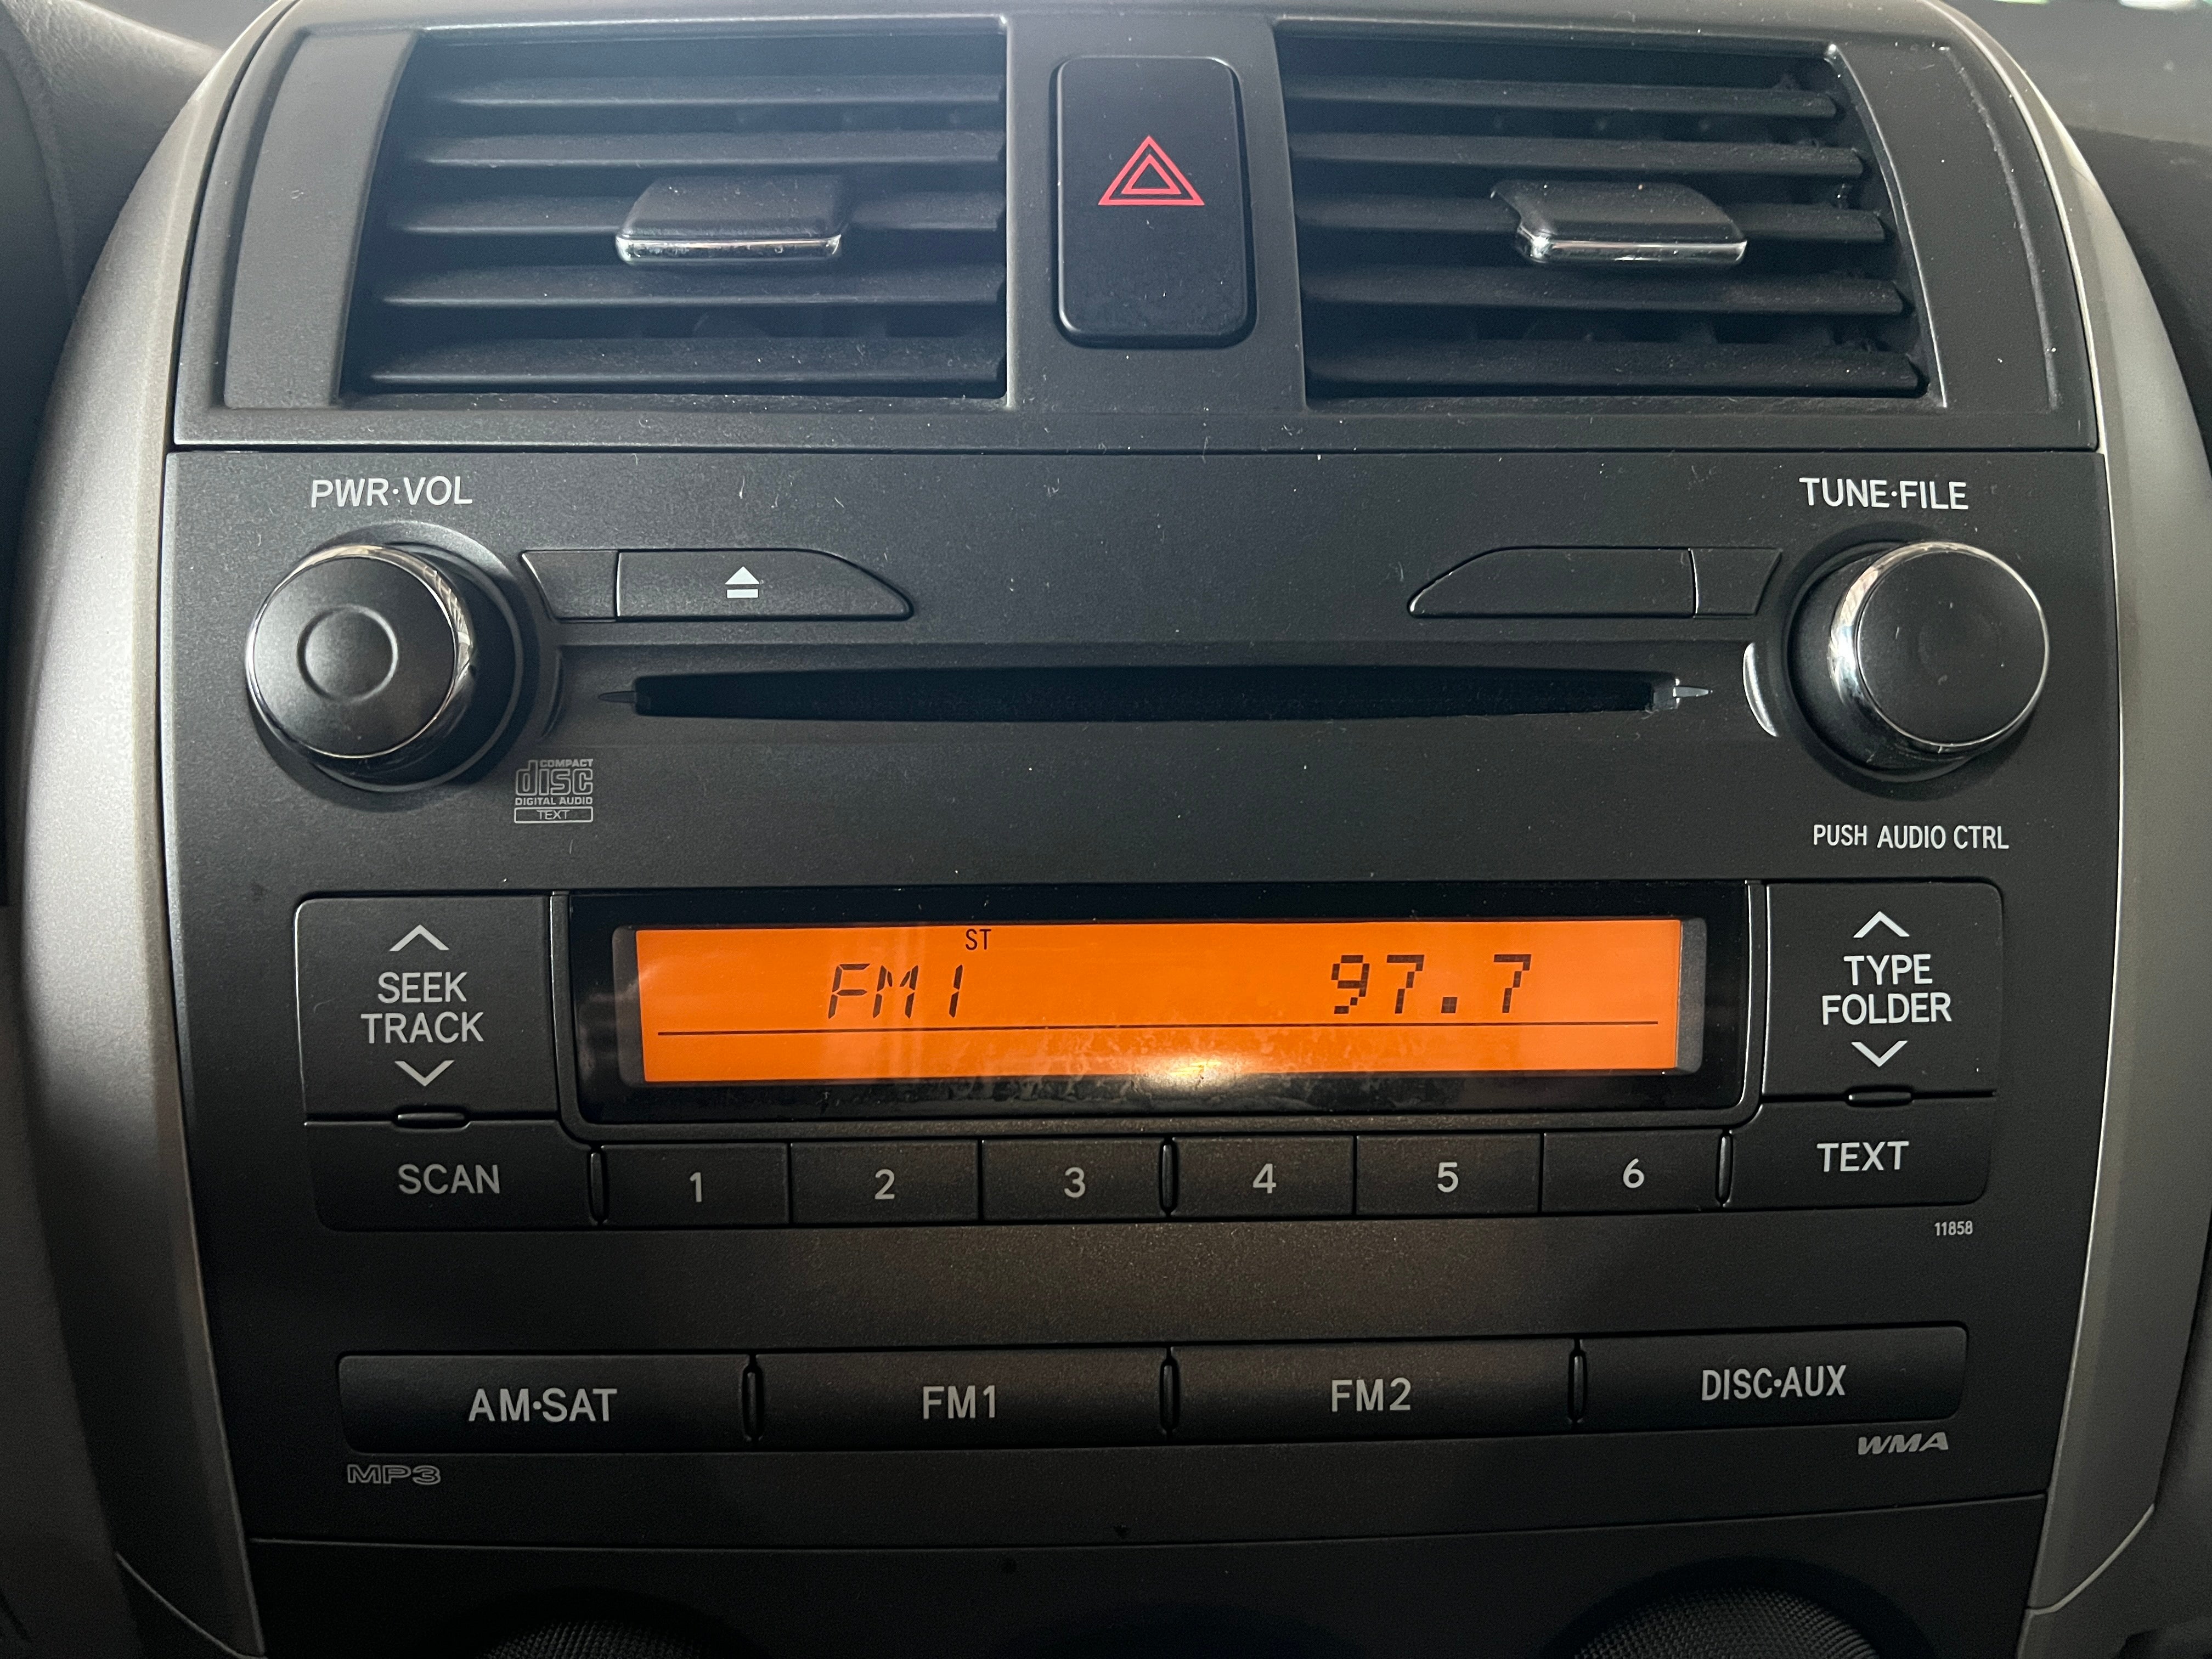 PWR·VOL
TUNE·FILE
COMPACT
disc
DIGITAL AUDIO
TEXT
PUSH AUDIO CTRL
SEEK
TRACK
ST
FM1 97.7
TYPE
FOLDER
SCAN
1
2
3
4
5
6
TEXT
11858
AM·SAT
FM1
FM2
DISC·AUX
MP3
WMA